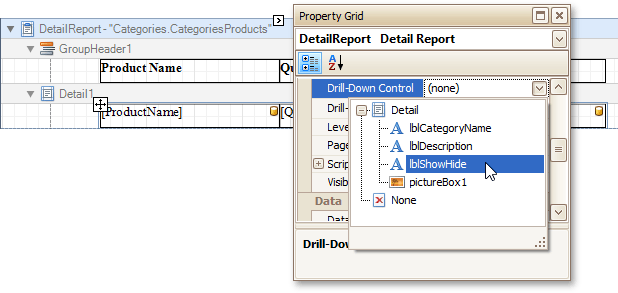 DetailReport - "Categories.CategoriesProducts"
GroupHeader1
Product Name
Qu
Detail1
[ProductName]
[Q
Property Grid
DetailReport Detail Report
A
Z
Drill-Down Control (none)
Drill-
Leve
Page
Scrip
Visib
Data
Data
Detail
A lblCategoryName
A lblDescription
A lblShowHide
pictureBox1
None
Drill-Dow